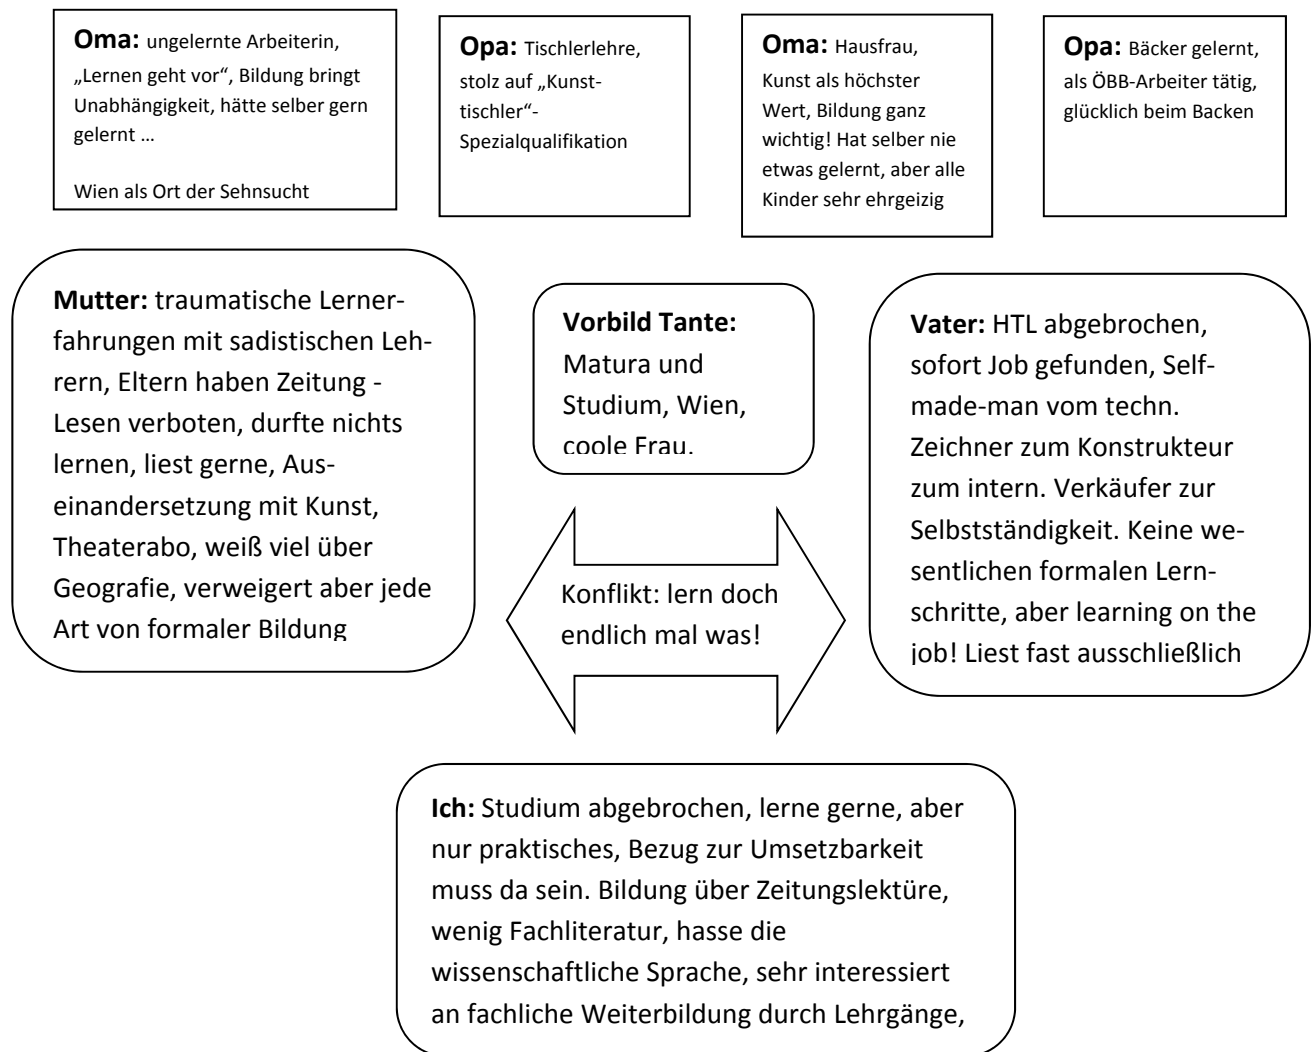 Oma: ungelernte Arbeiterin,
„Lernen geht vor“, Bildung bringt
Unabhängigkeit, hätte selber gern
gelernt ...
Wien als Ort der Sehnsucht
Opa: Tischlerlehre,
stolz auf „Kunst-
tischler“-
Spezialqualifikation
Oma: Hausfrau,
Kunst als höchster
Wert, Bildung ganz
wichtig! Hat selber nie
etwas gelernt, aber alle
Kinder sehr ehrgeizig
Opa: Bäcker gelernt,
als ÖBB-Arbeiter tätig,
glücklich beim Backen
Mutter: traumatische Lerner-
fahrungen mit sadistischen Leh-
rern, Eltern haben Zeitung -
Lesen verboten, durfte nichts
lernen, liest gerne, Aus-
einandersetzung mit Kunst,
Theaterabo, weiß viel über
Geografie, verweigert aber jede
Art von formaler Bildung
Vorbild Tante:
Matura und
Studium, Wien,
coole Frau.
Vater: HTL abgebrochen,
sofort Job gefunden, Self-
made-man vom techn.
Zeichner zum Konstrukteur
zum intern. Verkäufer zur
Selbstständigkeit. Keine we-
sentlichen formalen Lern-
schritte, aber learning on the
job! Liest fast ausschließlich
Konflikt: lern doch
endlich mal was!
Ich: Studium abgebrochen, lerne gerne, aber
nur praktisches, Bezug zur Umsetzbarkeit
muss da sein. Bildung über Zeitungslektüre,
wenig Fachliteratur, hasse die
wissenschaftliche Sprache, sehr interessiert
an fachliche Weiterbildung durch Lehrgänge,